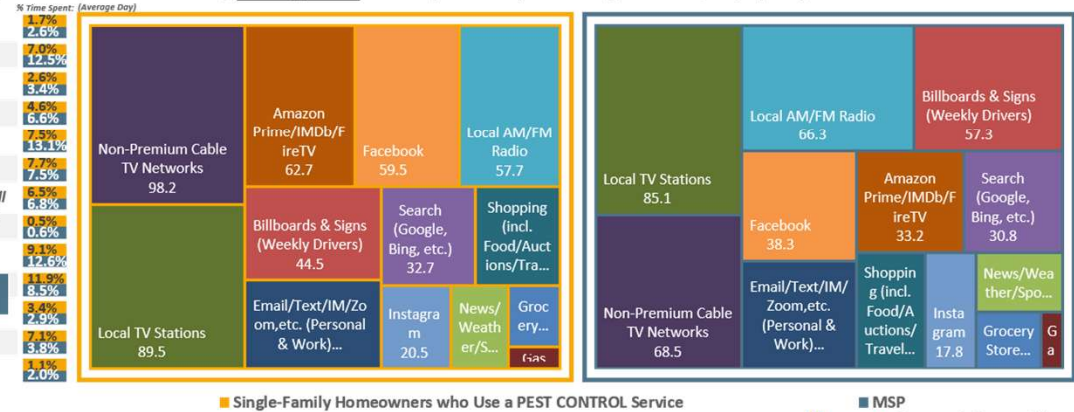 % Time Spent: (Average Day)
1.7%
2.6%
7.0%
12.5%
2.6%
3.4%
4.6%
6.6%
7.5%
13.1%
7.7%
7.5%
6.5%
6.8%
0.5%
0.6%
9.1%
12.6%
11.9%
8.5%
3.4%
2.9%
7.1%
3.8%
1.1%
2.0%
Non-Premium Cable
TV Networks
98.2
Local TV Stations
89.5
Amazon
Prime/IMDb/F
ireTV
62.7
Facebook
59.5
Local AM/FM
Radio
57.7
Billboards & Signs
(Weekly Drivers)
44.5
Search
(Google,
Bing, etc.)
32.7
Shopping
(incl.
Food/Auct
ions/Tra...
Email/Text/IM/Zo
om,etc. (Personal
& Work)...
Instagra
m
20.5
News/
Weath
er/S...
Groc
ery...
Gas
Local TV Stations
85.1
Non-Premium Cable
TV Networks
68.5
Local AM/FM Radio
66.3
Billboards & Signs
(Weekly Drivers)
57.3
Facebook
38.3
Amazon
Prime/IMDb/F
ireTV
33.2
Search
(Google,
Bing, etc.)
30.8
Email/Text/IM/
Zoom,etc.
(Personal &
Work)...
Shoppin
g (incl.
Food/A
uctions/
Travel...
Insta
gram
17.8
News/Wea
ther/Spo...
Grocery
Store...
G
a
Single-Family Homeowners who Use a PEST CONTROL Service
MSP